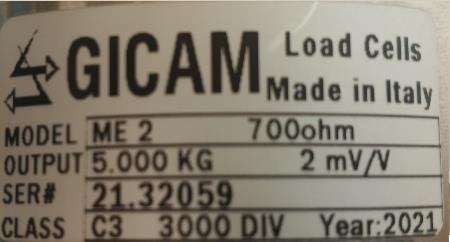 GICAM Load Cells
Made in Italy
MODEL ME 2 700ohm
OUTPUT 5.000 KG 2 mV/V
SER# 21.32059
CLASS C3 3000 DIV Year:2021